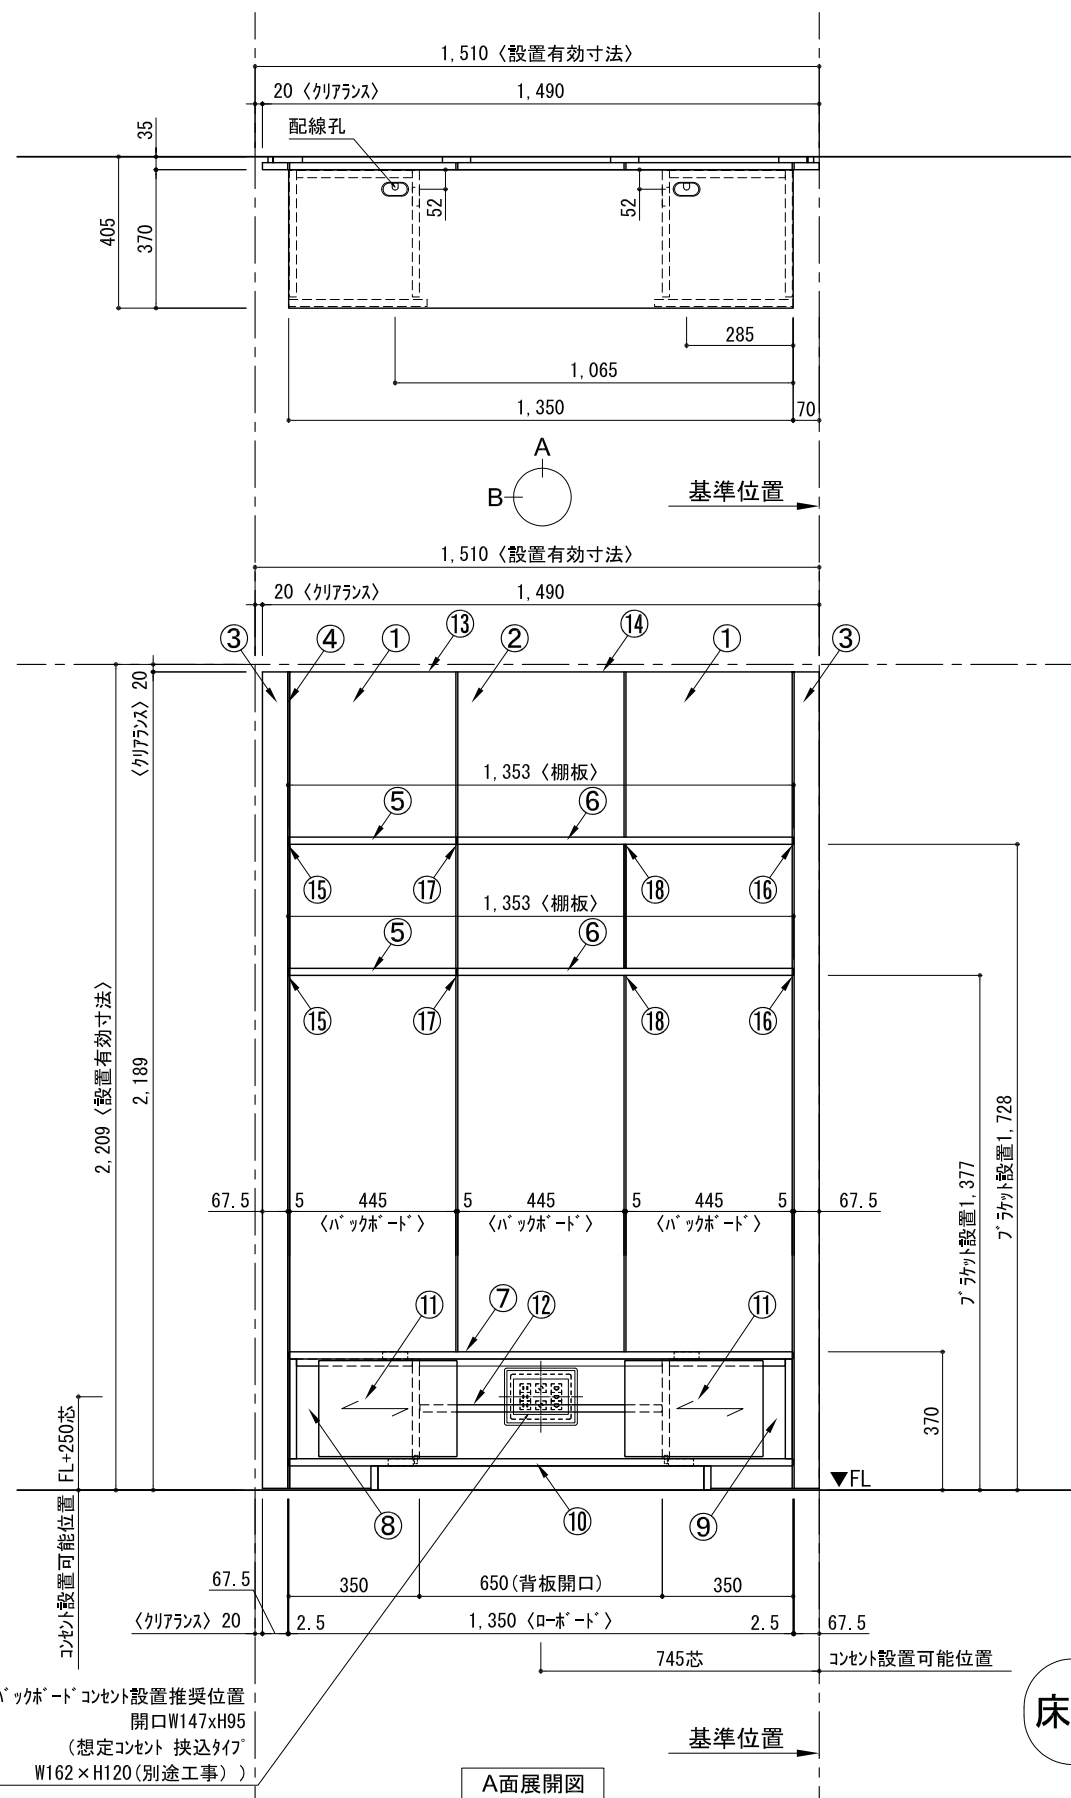 1,510〈設置有効寸法〉
20〈ｸﾘｱﾗﾝｽ〉 1,490
配線孔
35
405
370
52
52
285
1,065
1,350 70
A
B
基準位置
1,510〈設置有効寸法〉
20〈ｸﾘｱﾗﾝｽ〉 1,490
③ ④ ① ⑬ ② ⑭ ① ③
〈ｸﾘｱﾗﾝｽ〉20
1,353〈棚板〉
⑤ ⑥
⑮ ⑰ ⑱ ⑯
1,353〈棚板〉
⑤ ⑥
⑮ ⑰ ⑱ ⑯
2,209〈設置有効寸法〉
2,189
ﾌﾞﾗｹｯﾄ設置1,377
ﾌﾞﾗｹｯﾄ設置1,728
67.5 5 445 5 445 5 445 5 67.5
〈ﾊﾞｯｸﾎﾞｰﾄﾞ〉 〈ﾊﾞｯｸﾎﾞｰﾄﾞ〉 〈ﾊﾞｯｸﾎﾞｰﾄﾞ〉
⑪ ⑦ ⑫ ⑪
370
▼FL
ｺﾝｾﾝﾄ設置可能位置 FL+250芯
⑧ ⑩ ⑨
67.5 350 650(背板開口) 350
〈ｸﾘｱﾗﾝｽ〉20 2.5 1,350〈ﾛｰﾎﾞｰﾄﾞ〉 2.5 67.5
745芯 ｺﾝｾﾝﾄ設置可能位置
ﾊﾞｯｸﾎﾞｰﾄﾞｺﾝｾﾝﾄ設置推奨位置
開口W147xH95
(想定ｺﾝｾﾝﾄ 挟込ﾀｲﾌﾟ
W162×H120(別途工事) )
床
基準位置
A面展開図